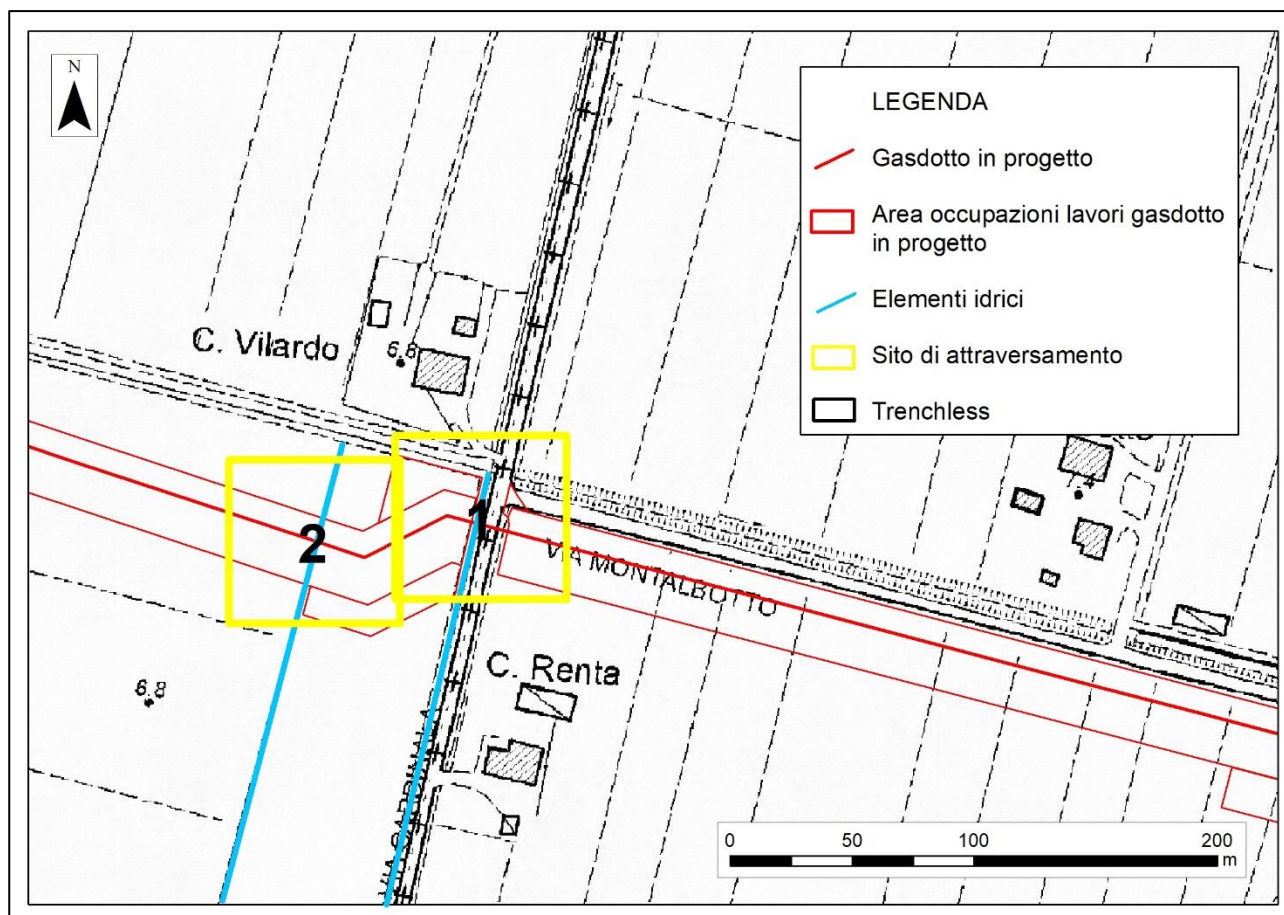 N
LEGENDA
Gasdotto in progetto
Area occupazioni lavori gasdotto
in progetto
Elementi idrici
Sito di attraversamento
Trenchless
C. Vilardo
6.8
1
2
VIA MONTALBOTTO
C. Renta
6.8
0 50 100 200
m